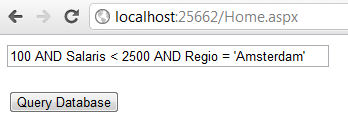 localhost:25662/Home.aspx
100 AND Salaris < 2500 AND Regio = 'Amsterdam'
Query Database